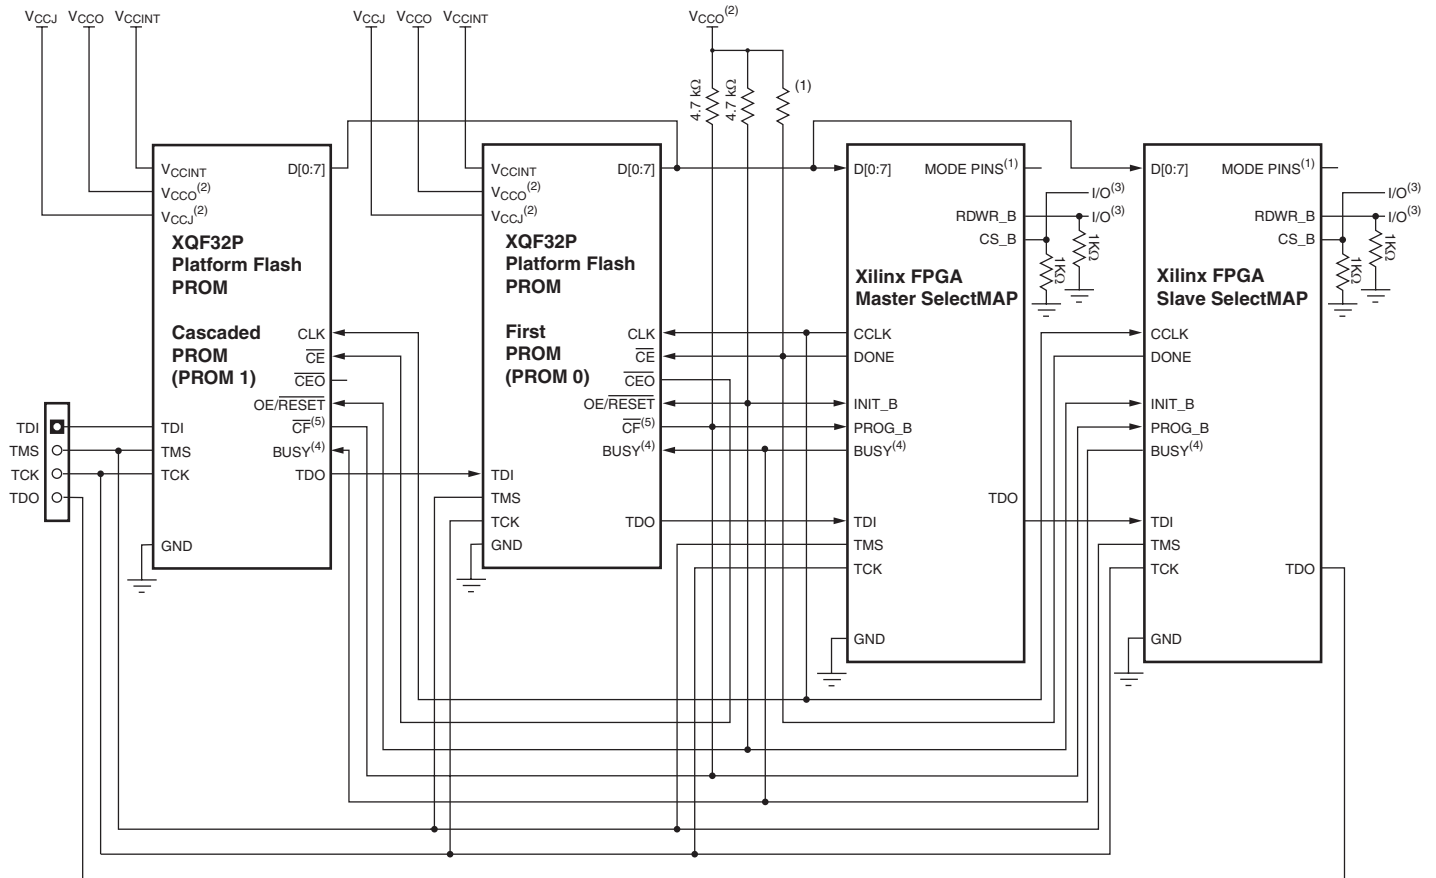 VCCJ VCCO VCCINT
VCCJ VCCO VCCINT
VCCO(2)
4.7 kΩ
4.7 kΩ
(1)
VCCINT
VCCO(2)
VCCJ(2)
D[0:7]
XQF32P
Platform Flash
PROM
Cascaded
PROM
(PROM 1)
CLK
CE
CEO
OE/RESET
CF(5)
BUSY(4)
TDO
TDI
TMS
TCK
GND
TDI
TMS
TCK
TDO
VCCINT
VCCO(2)
VCCJ(2)
D[0:7]
XQF32P
Platform Flash
PROM
First
PROM
(PROM 0)
CLK
CE
CEO
OE/RESET
CF(5)
BUSY(4)
TDI
TMS
TCK
TDO
GND
D[0:7]
MODE PINS(1)
RDWR_B
CS_B
I/O(3)
I/O(3)
1KΩ
1KΩ
Xilinx FPGA
Master SelectMAP
CCLK
DONE
INIT_B
PROG_B
BUSY(4)
TDO
TDI
TMS
TCK
GND
D[0:7]
MODE PINS(1)
RDWR_B
CS_B
I/O(3)
I/O(3)
1KΩ
1KΩ
Xilinx FPGA
Slave SelectMAP
CCLK
DONE
INIT_B
PROG_B
BUSY(4)
TDI
TMS
TCK
TDO
GND